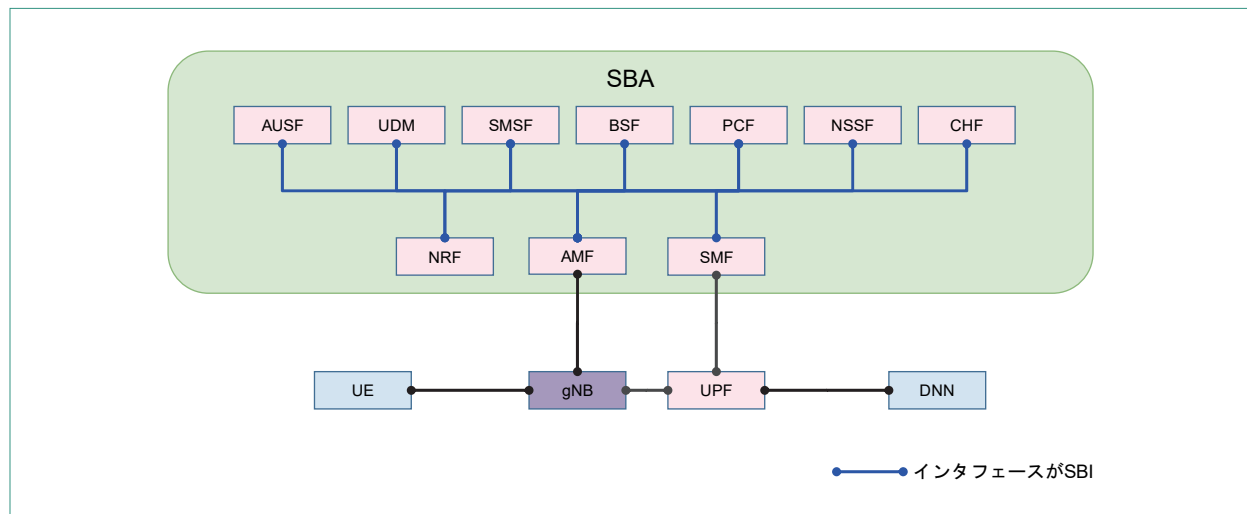 SBA
AUSF
UDM
SMSF
BSF
PCF
NSSF
CHF
NRF
AMF
SMF
UE
gNB
UPF
DNN
インタフェースがSBI